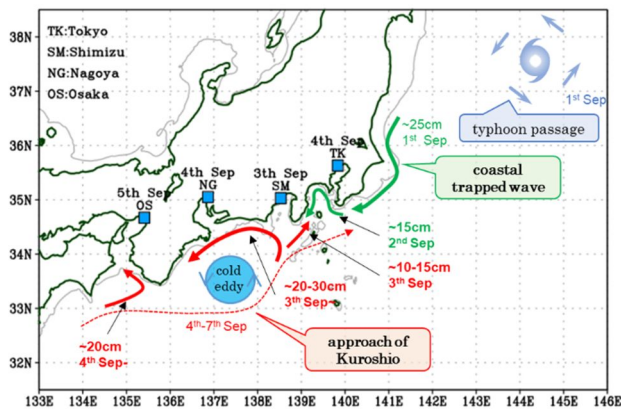 38N
37N
36N
35N
34N
33N
32N
TK:Tokyo
SM:Shimizu
NG:Nagoya
OS:Osaka
1st Sep
typhoon passage
~25cm
1st Sep
coastal
trapped wave
4th Sep
TK
4th Sep
NG
3th Sep
SM
5th Sep
OS
~15cm
2nd Sep
~10-15cm
3th Sep
cold
eddy
~20-30cm
3th Sep~
4th-7th Sep
approach of
Kuroshio
~20cm
4th Sep-
133E 134E 135E 136E 137E 138E 139E 140E 141E 142E 143E 144E 145E 146E